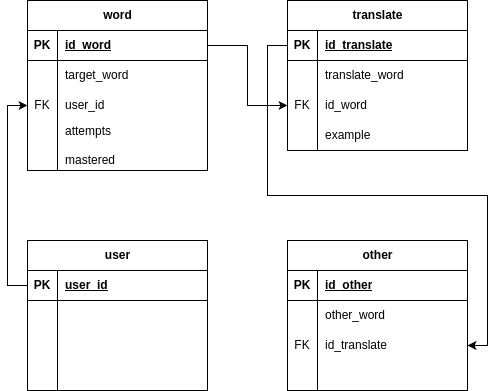 word
PK id_word
target_word
FK user_id
attempts
mastered
translate
PK id_translate
translate_word
FK id_word
example
user
PK user_id
other
PK id_other
other_word
FK id_translate